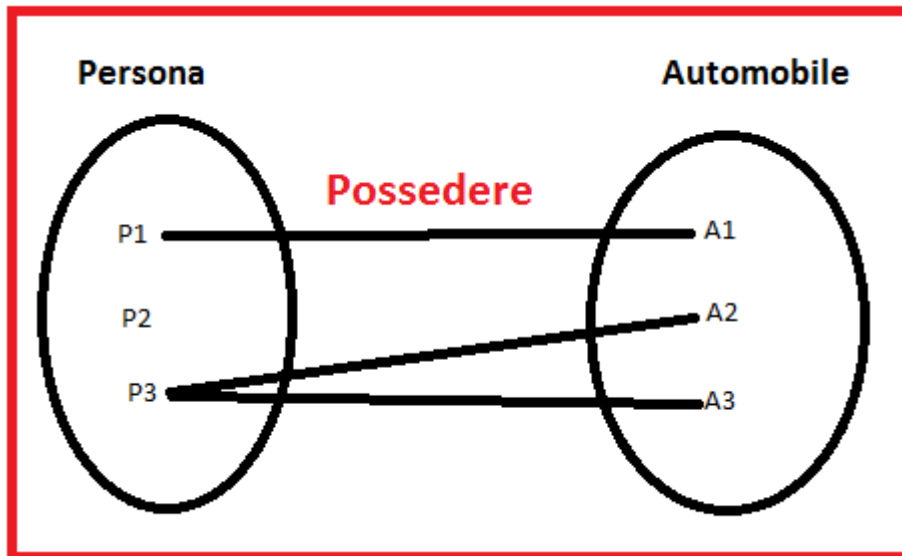 Persona
Automobile
Possedere
P1
A1
P2
A2
P3
A3